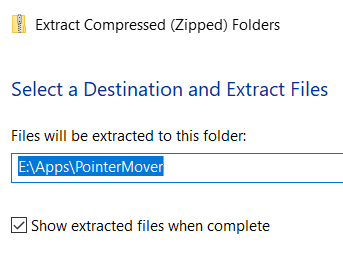 Extract Compressed (Zipped) Folders
Select a Destination and Extract Files
Files will be extracted to this folder:
E:\Apps\PointerMover
Show extracted files when complete